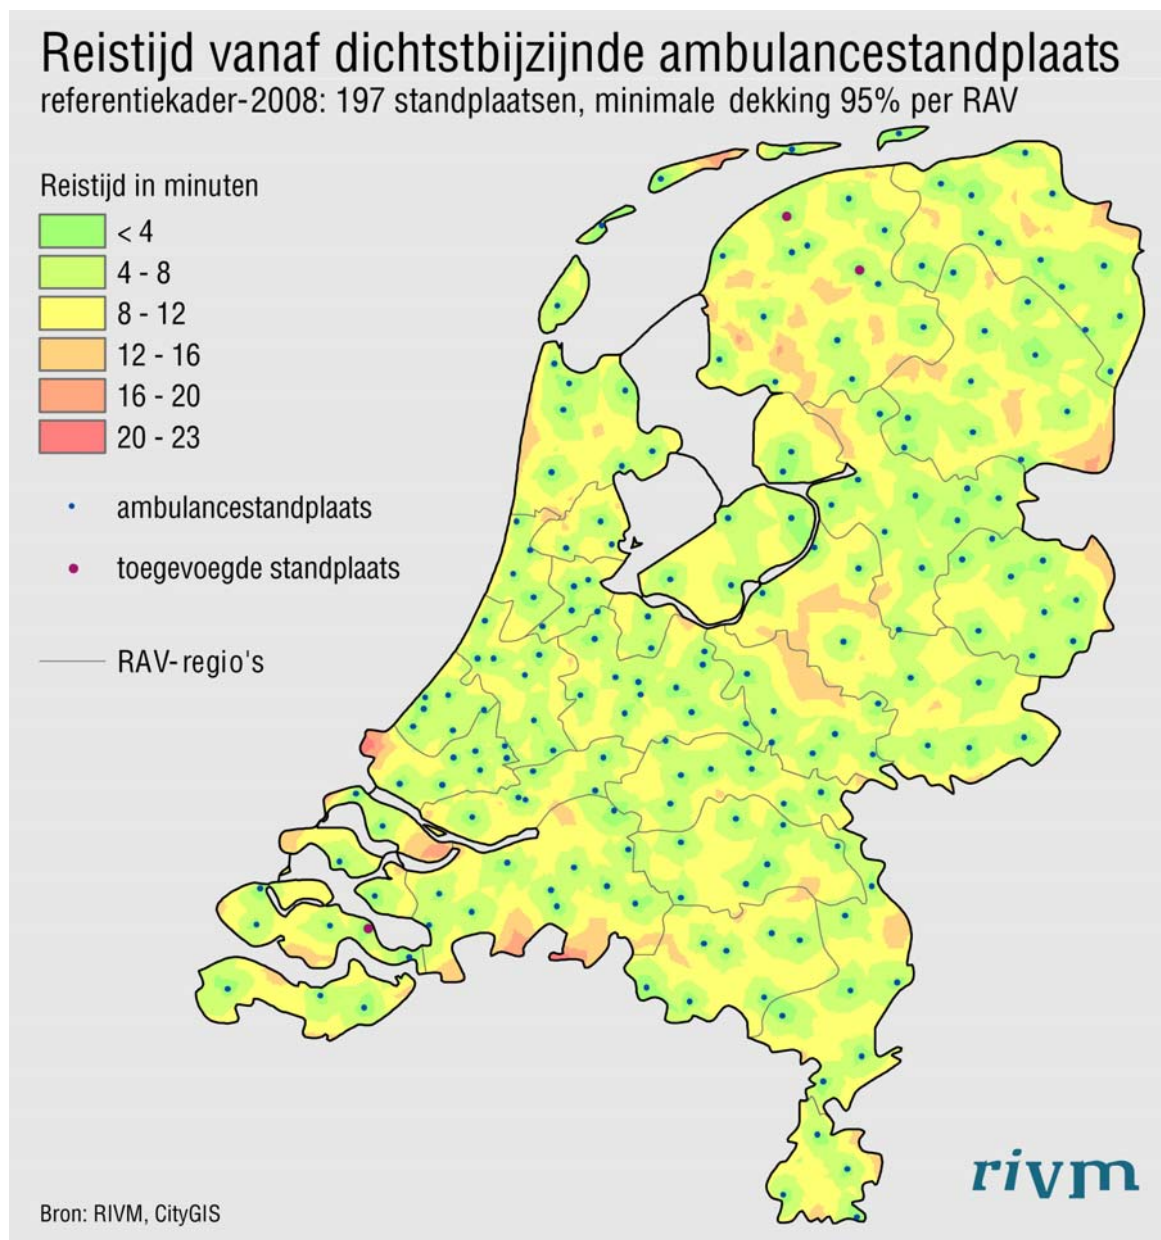 Reistijd vanaf dichtstbijzijnde ambulancestandplaats
referentiekader-2008: 197 standplaatsen, minimale dekking 95% per RAV
Reistijd in minuten
< 4
4 - 8
8 - 12
12 - 16
16 - 20
20 - 23
ambulancestandplaats
toegevoegde standplaats
RAV-regio's
rivm
Bron: RIVM, CityGIS